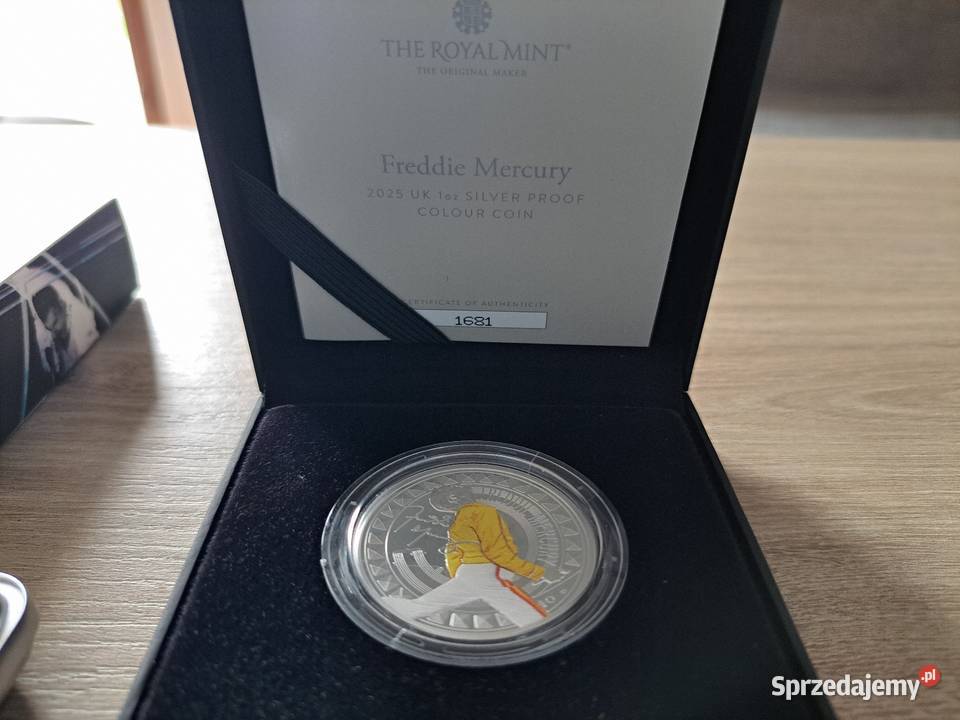 THE ROYAL MINT®
THE ORIGINAL MAKER
Freddie Mercury
2025 UK 1oz SILVER PROOF
COLOUR COIN
CERTIFICATE OF AUTHENTICITY
1681
Sprzedajemy.pl